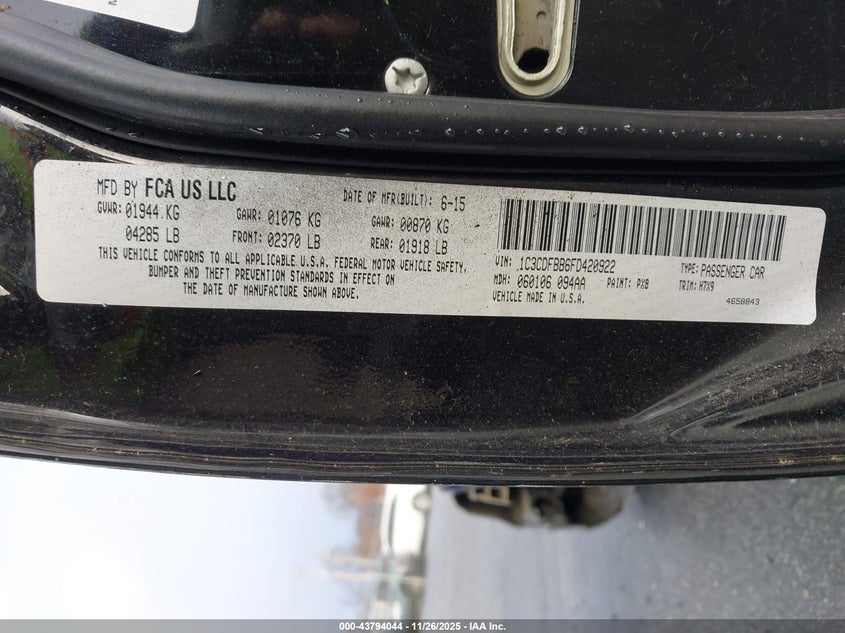 MFD BY FCA US LLC
DATE OF MFR(BUILT): 6-15
GVWR: 01944 KG GAWR: 01076 KG GAWR: 00870 KG
04285 LB FRONT: 02370 LB REAR: 01918 LB
THIS VEHICLE CONFORMS TO ALL APPLICABLE U.S.A. FEDERAL MOTOR VEHICLE SAFETY,
BUMPER AND THEFT PREVENTION STANDARDS IN EFFECT ON
THE DATE OF MANUFACTURE SHOWN ABOVE.
VIN: 1C3CDFBB6FD420922 TYPE: PASSENGER CAR
MDH: 060106 094AA PAINT: PX8 TRIM: H7X9
VEHICLE MADE IN U.S.A. 4658843
000-43794044 - 11/26/2025 - IAA Inc.